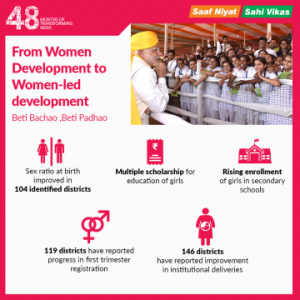 48 MONTHS OF
TRANSFORMING
INDIA
Saaf Niyat Sahi Vikas
From Women
Development to
Women-led
development
Beti Bachao ,Beti Padhao
Sex ratio at birth
improved in
104 identified districts
Multiple scholarship for
education of girls
Rising enrollment
of girls in secondary
schools
119 districts have reported
progress in first trimester
registration
146 districts
have reported improvement
in institutional deliveries